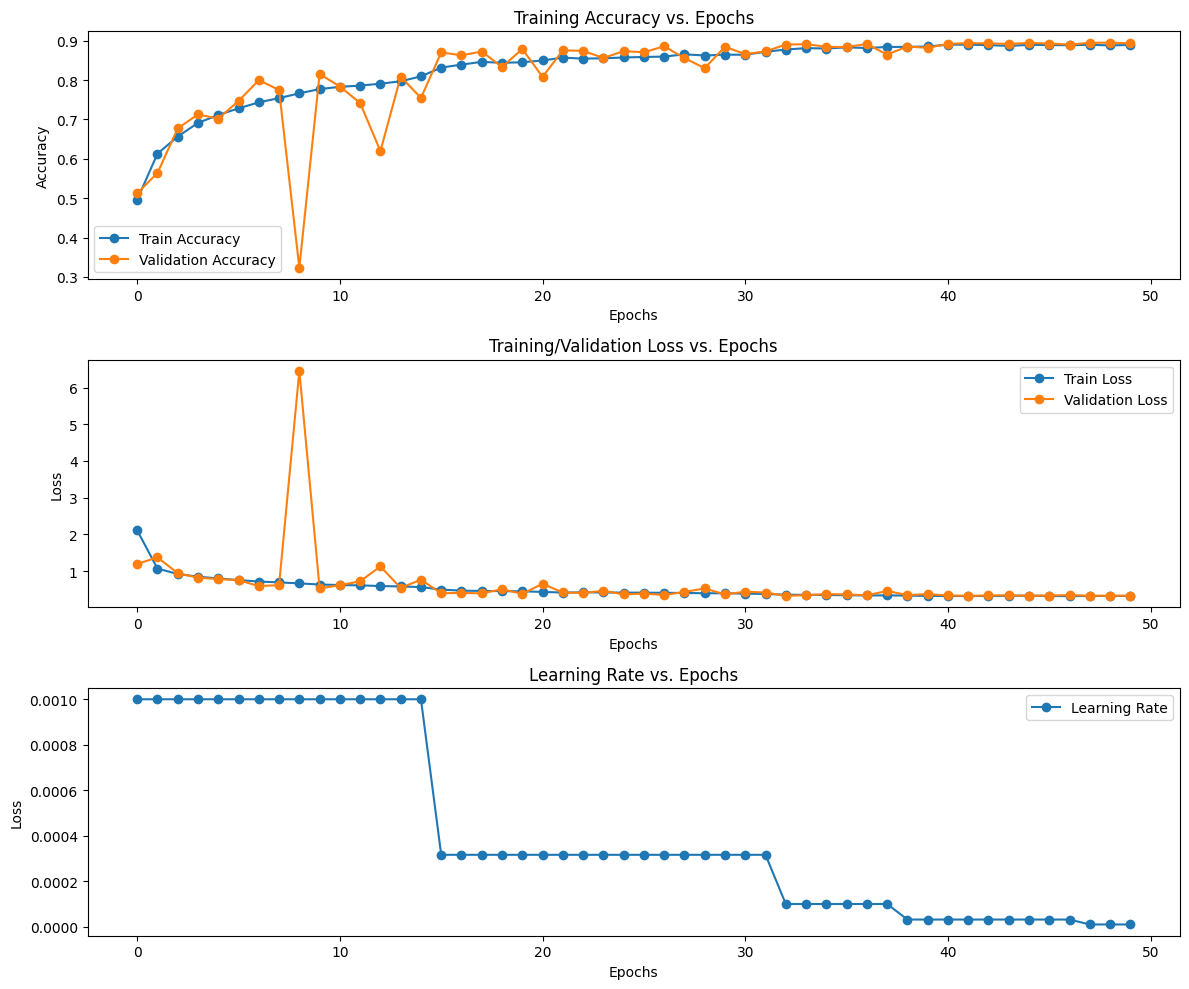 Training Accuracy vs. Epochs
0.9
0.8
0.7
0.6
0.5
0.4
0.3
Accuracy
Train Accuracy
Validation Accuracy
0 10 20 30 40 50
Epochs
Training/Validation Loss vs. Epochs
6
5
4
3
2
1
Loss
Train Loss
Validation Loss
0 10 20 30 40 50
Epochs
Learning Rate vs. Epochs
0.0010
0.0008
0.0006
0.0004
0.0002
0.0000
Loss
Learning Rate
0 10 20 30 40 50
Epochs